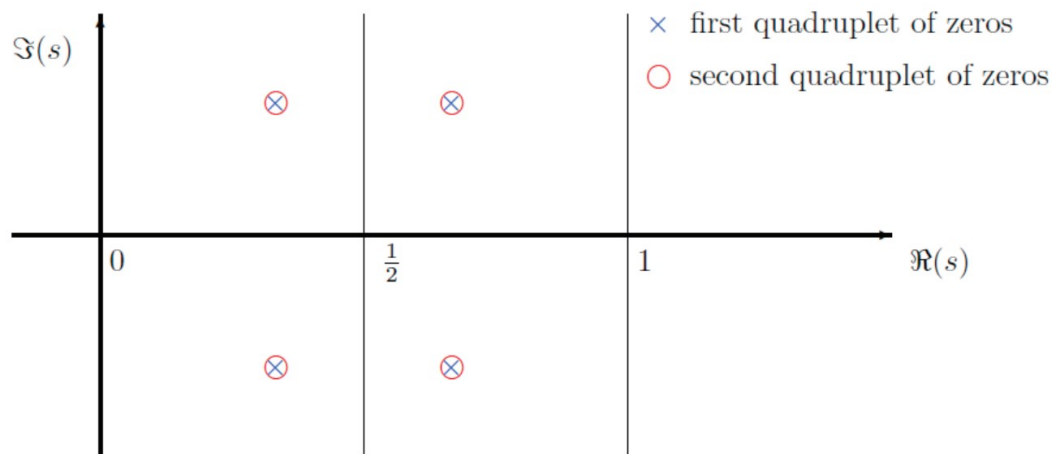 × first quadruplet of zeros
ℑ(s)
○ second quadruplet of zeros
0
1/2
1
ℜ(s)